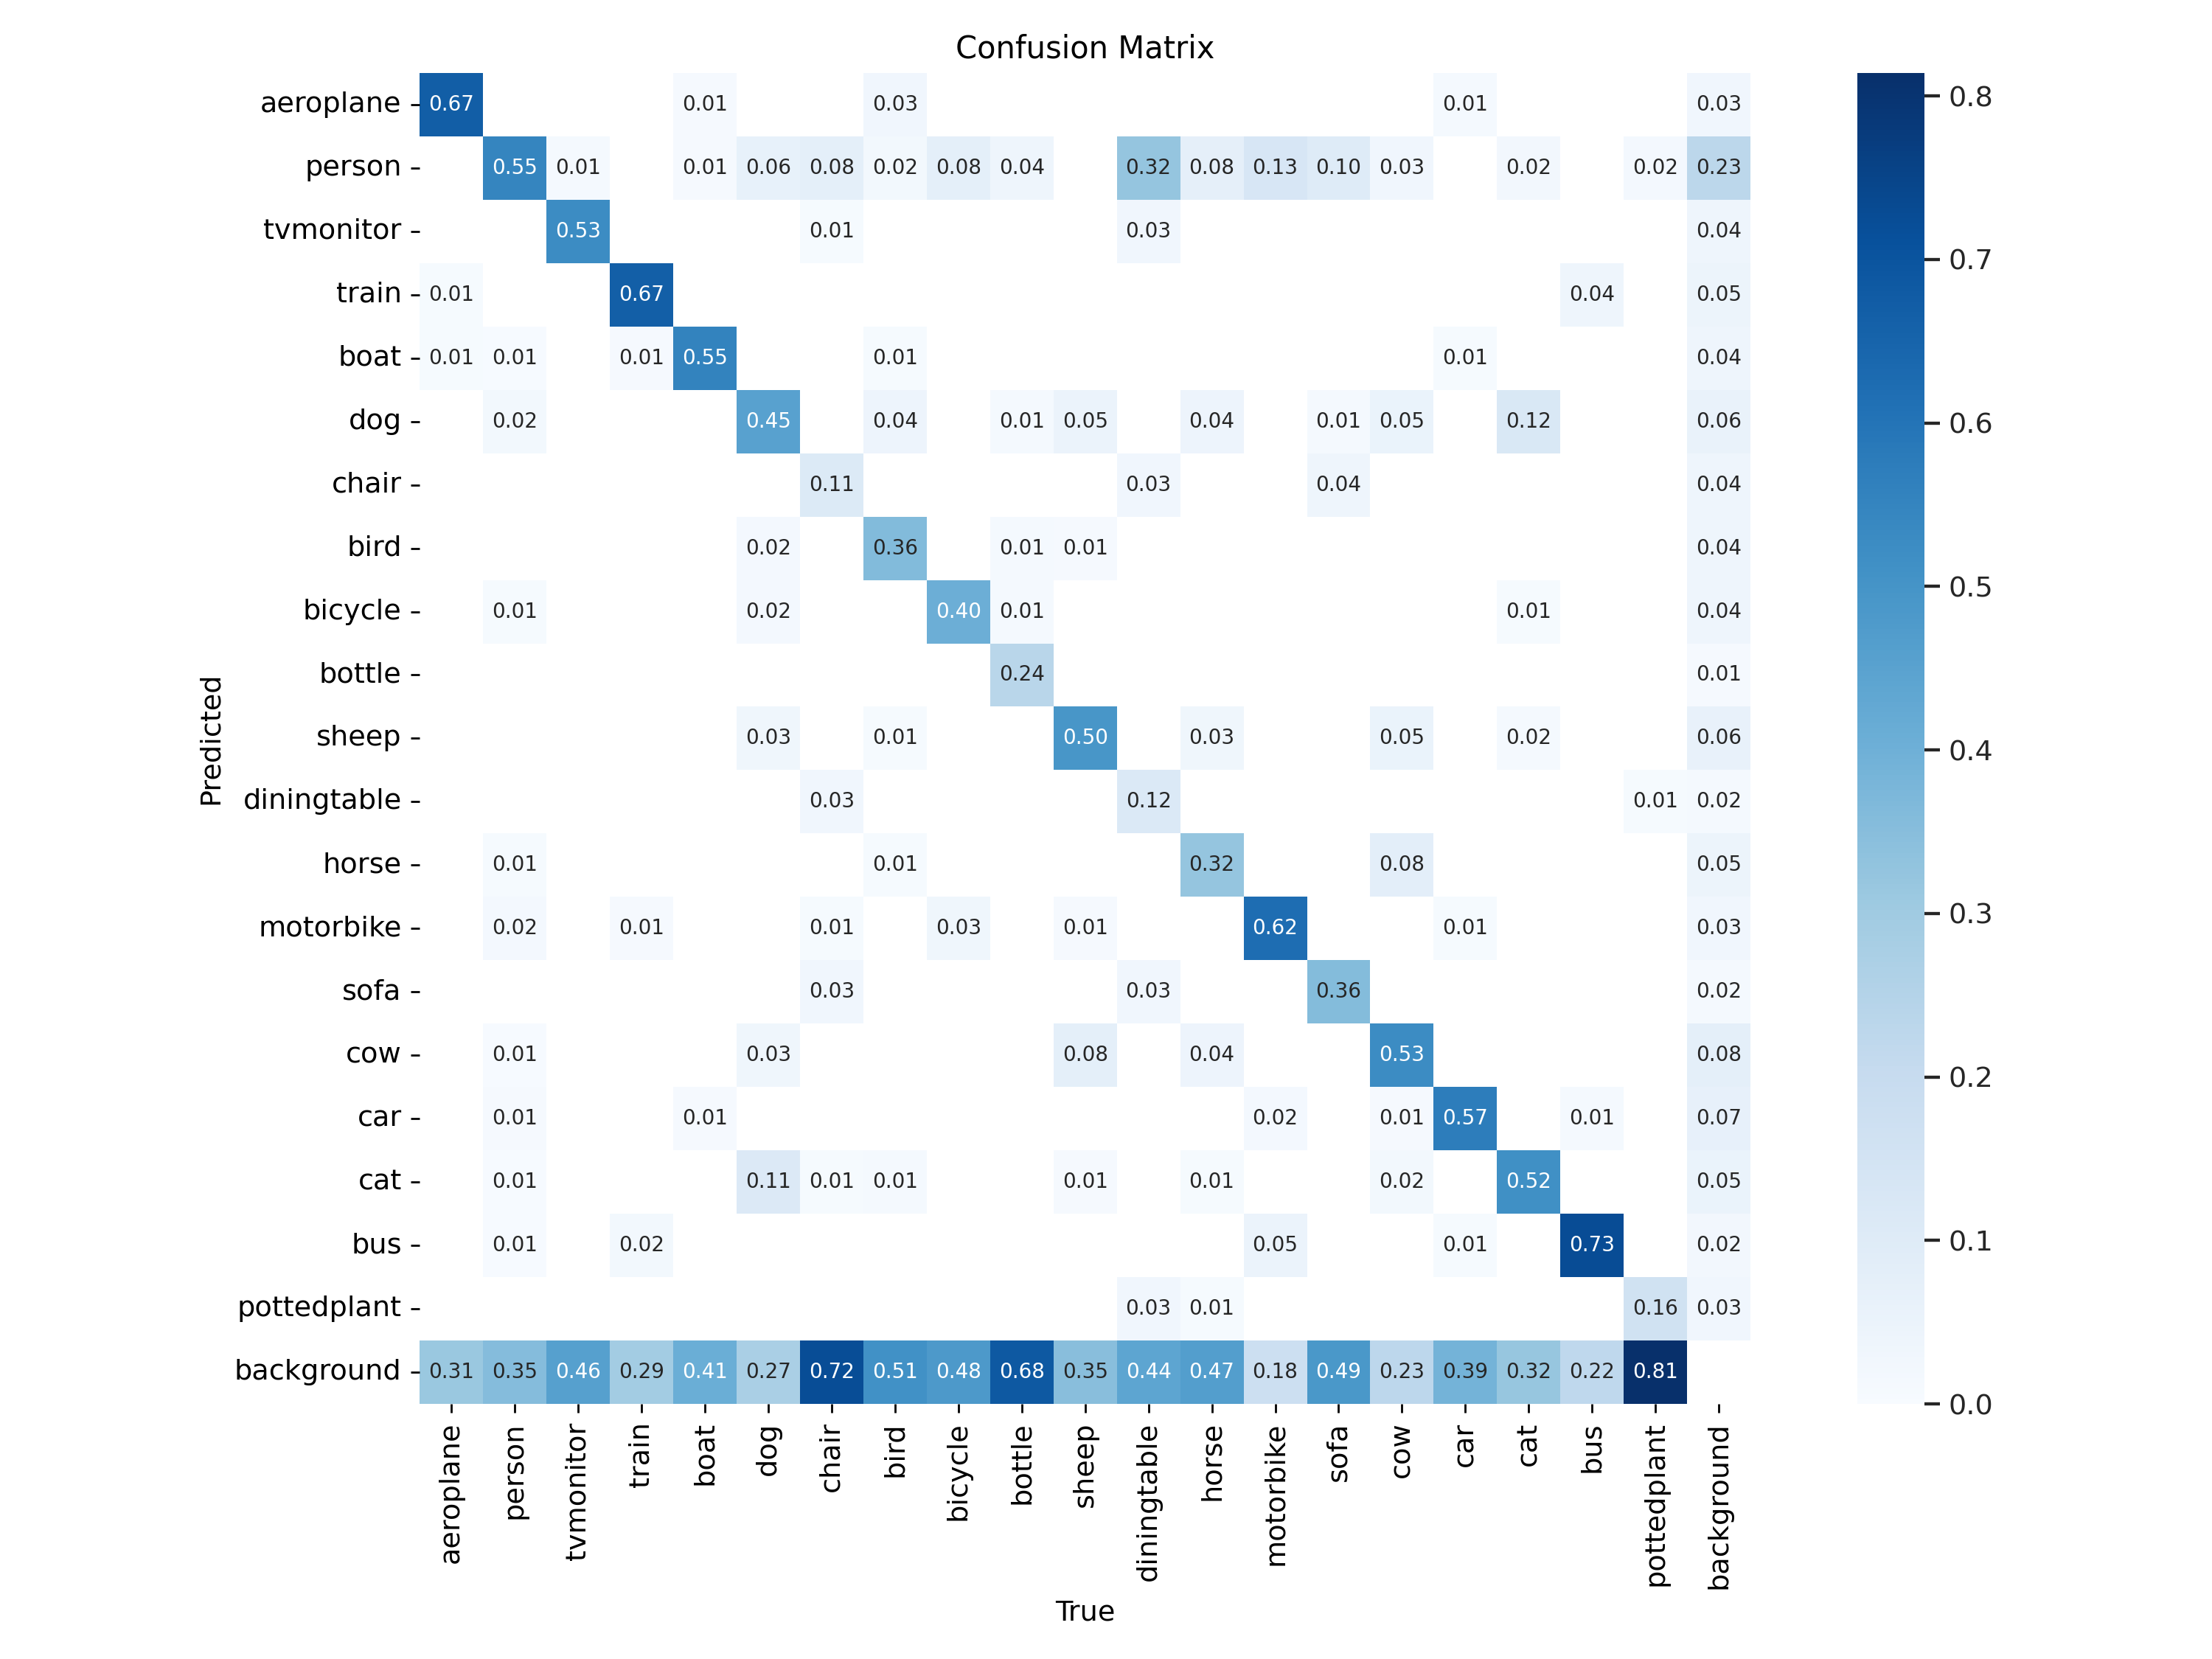 Confusion Matrix
aeroplane 0.67 0.01 0.03 0.01 0.03
person 0.55 0.01 0.01 0.06 0.08 0.02 0.08 0.04 0.32 0.08 0.13 0.10 0.03 0.02 0.02 0.23
tvmonitor 0.53 0.01 0.03 0.04
train 0.01 0.67 0.04 0.05
boat 0.01 0.01 0.01 0.55 0.01 0.01 0.04
dog 0.02 0.45 0.04 0.01 0.05 0.04 0.01 0.05 0.12 0.06
chair 0.11 0.03 0.04 0.04
bird 0.02 0.36 0.01 0.01 0.04
bicycle 0.01 0.02 0.40 0.01 0.01 0.04
bottle 0.24 0.01
sheep 0.03 0.01 0.50 0.03 0.05 0.02 0.06
diningtable 0.03 0.12 0.01 0.02
horse 0.01 0.01 0.32 0.08 0.05
motorbike 0.02 0.01 0.01 0.03 0.01 0.62 0.01 0.03
sofa 0.03 0.03 0.36 0.02
cow 0.01 0.03 0.08 0.04 0.53 0.08
car 0.01 0.01 0.02 0.01 0.57 0.01 0.07
cat 0.01 0.11 0.01 0.01 0.01 0.01 0.02 0.52 0.05
bus 0.01 0.02 0.05 0.01 0.73 0.02
pottedplant 0.03 0.01 0.16 0.03
background 0.31 0.35 0.46 0.29 0.41 0.27 0.72 0.51 0.48 0.68 0.35 0.44 0.47 0.18 0.49 0.23 0.39 0.32 0.22 0.81
Predicted
aeroplane
person
tvmonitor
train
boat
dog
chair
bird
bicycle
bottle
sheep
diningtable
horse
motorbike
sofa
cow
car
cat
bus
pottedplant
background
True
0.8
0.7
0.6
0.5
0.4
0.3
0.2
0.1
0.0